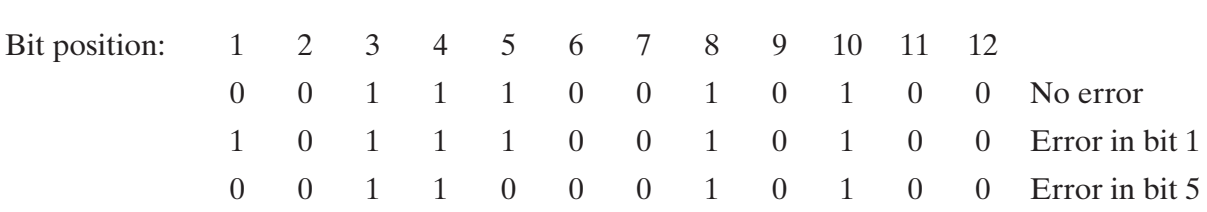 Bit position: 1 2 3 4 5 6 7 8 9 10 11 12
0 0 1 1 1 0 0 1 0 1 0 0 No error
1 0 1 1 1 0 0 1 0 1 0 0 Error in bit 1
0 0 1 1 0 0 0 1 0 1 0 0 Error in bit 5